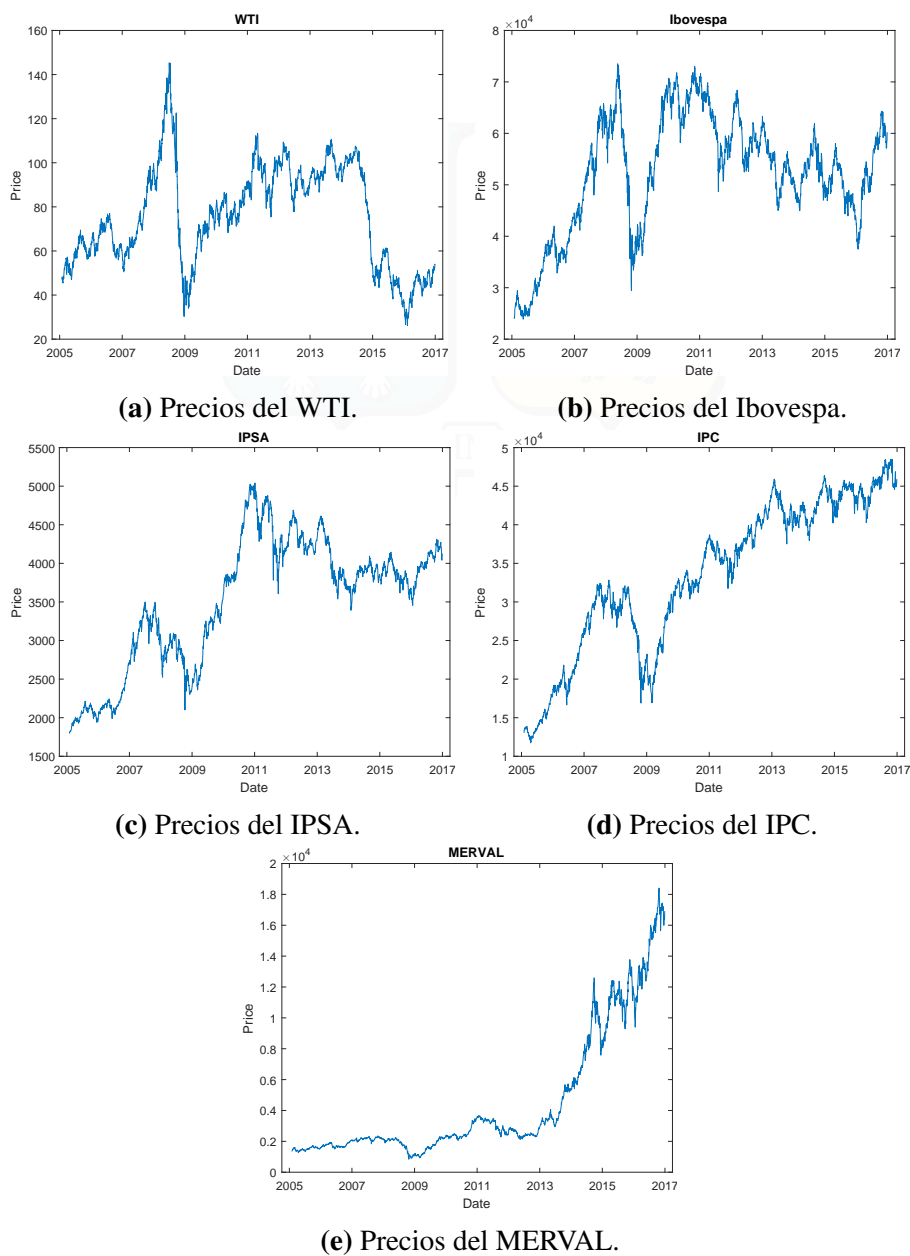 WTI
160
140
120
100
80
60
40
20
Price
2005 2007 2009 2011 2013 2015 2017
Date
(a) Precios del WTI.
Ibovespa
×10⁴
8
7
6
5
4
3
2
Price
2005 2007 2009 2011 2013 2015 2017
Date
(b) Precios del Ibovespa.
IPSA
5500
5000
4500
4000
3500
3000
2500
2000
1500
Price
2005 2007 2009 2011 2013 2015 2017
Date
(c) Precios del IPSA.
IPC
×10⁴
5
4.5
4
3.5
3
2.5
2
1.5
1
Price
2005 2007 2009 2011 2013 2015 2017
Date
(d) Precios del IPC.
MERVAL
×10⁴
2
1.8
1.6
1.4
1.2
1
0.8
0.6
0.4
0.2
0
Price
2005 2007 2009 2011 2013 2015 2017
Date
(e) Precios del MERVAL.